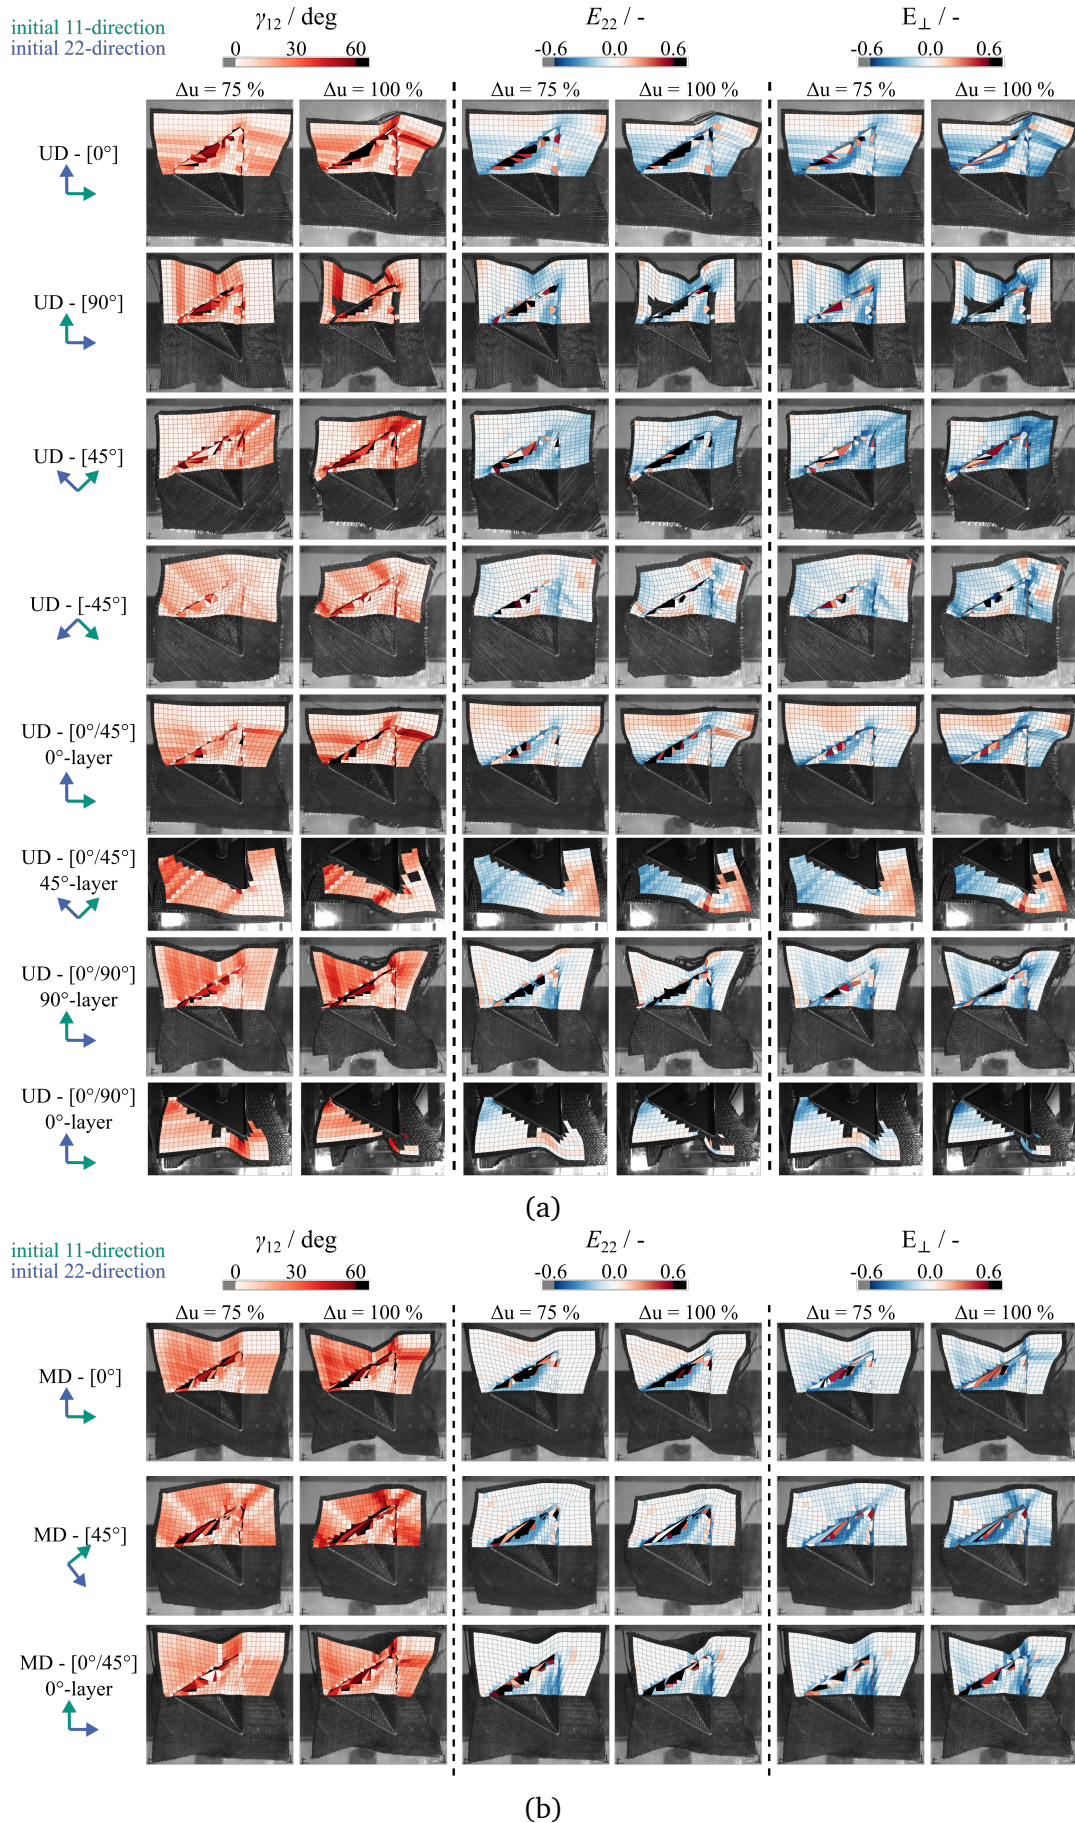 γ12 / deg
E22 / -
E⊥ / -
initial 11-direction
initial 22-direction
0 30 60
-0.6 0.0 0.6
-0.6 0.0 0.6
Δu = 75 % Δu = 100 % Δu = 75 % Δu = 100 % Δu = 75 % Δu = 100 %
UD - [0°]
UD - [90°]
UD - [45°]
UD - [-45°]
UD - [0°/45°]
0°-layer
UD - [0°/45°]
45°-layer
UD - [0°/90°]
90°-layer
UD - [0°/90°]
0°-layer
(a)
γ12 / deg
E22 / -
E⊥ / -
initial 11-direction
initial 22-direction
0 30 60
-0.6 0.0 0.6
-0.6 0.0 0.6
Δu = 75 % Δu = 100 % Δu = 75 % Δu = 100 % Δu = 75 % Δu = 100 %
MD - [0°]
MD - [45°]
MD - [0°/45°]
0°-layer
(b)